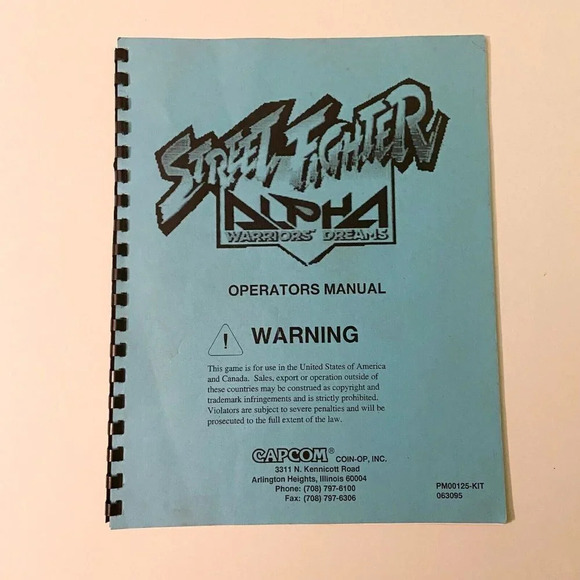 STREET FIGHTER
ALPHA
WARRIORS' DREAMS
OPERATORS MANUAL
! WARNING
This game is for use in the United States of America
and Canada. Sales, export or operation outside of
these countries may be construed as copyright and
trademark infringements and is strictly prohibited.
Violators are subject to severe penalties and will be
prosecuted to the full extent of the law.
CAPCOM® COIN-OP, INC.
3311 N. Kennicott Road
Arlington Heights, Illinois 60004
Phone: (708) 797-6100
Fax: (708) 797-6306
PM00125-KIT
063095